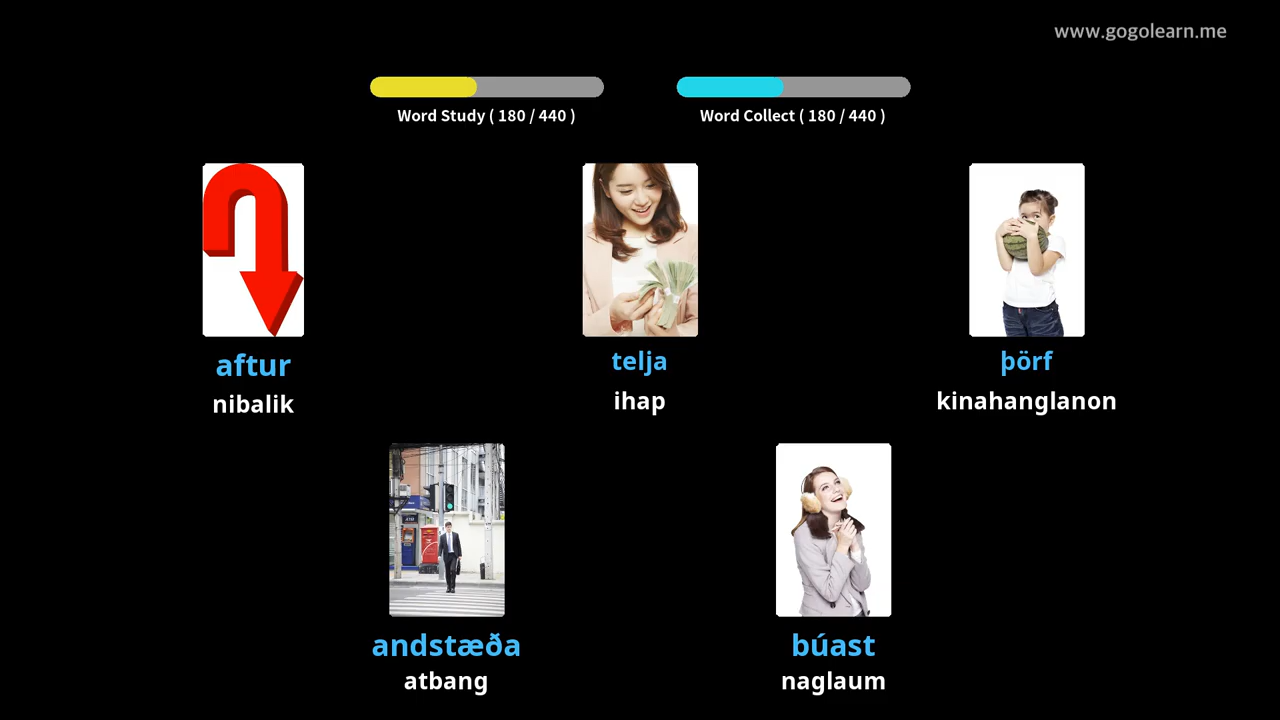 www.gogolearn.me
Word Study ( 180 / 440 )
Word Collect ( 180 / 440 )
aftur
nibalik
telja
ihap
þörf
kinahanglanon
andstæða
atbang
búast
naglaum